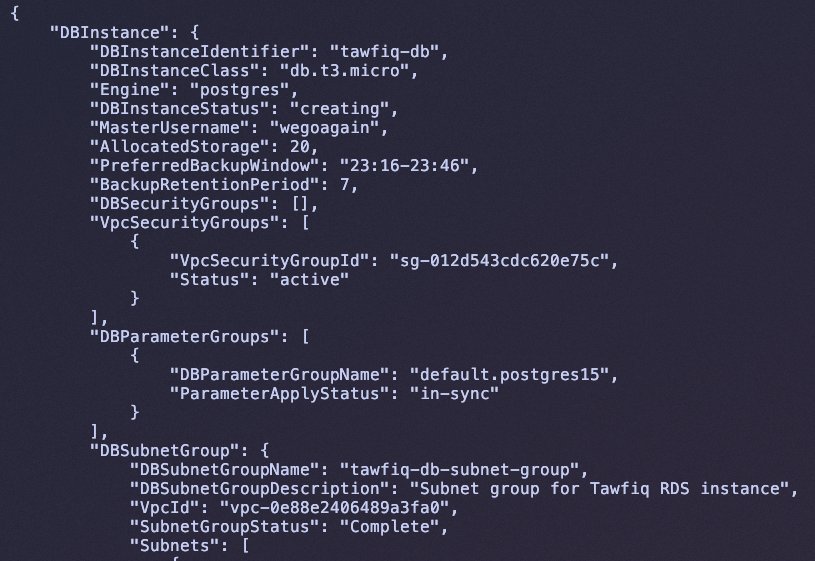 {
    "DBInstance": {
        "DBInstanceIdentifier": "tawfiq-db",
        "DBInstanceClass": "db.t3.micro",
        "Engine": "postgres",
        "DBInstanceStatus": "creating",
        "MasterUsername": "wegoagain",
        "AllocatedStorage": 20,
        "PreferredBackupWindow": "23:16-23:46",
        "BackupRetentionPeriod": 7,
        "DBSecurityGroups": [],
        "VpcSecurityGroups": [
            {
                "VpcSecurityGroupId": "sg-012d543cdc620e75c",
                "Status": "active"
            }
        ],
        "DBParameterGroups": [
            {
                "DBParameterGroupName": "default.postgres15",
                "ParameterApplyStatus": "in-sync"
            }
        ],
        "DBSubnetGroup": {
            "DBSubnetGroupName": "tawfiq-db-subnet-group",
            "DBSubnetGroupDescription": "Subnet group for Tawfiq RDS instance",
            "VpcId": "vpc-0e88e2406489a3fa0",
            "SubnetGroupStatus": "Complete",
            "Subnets": [
                {